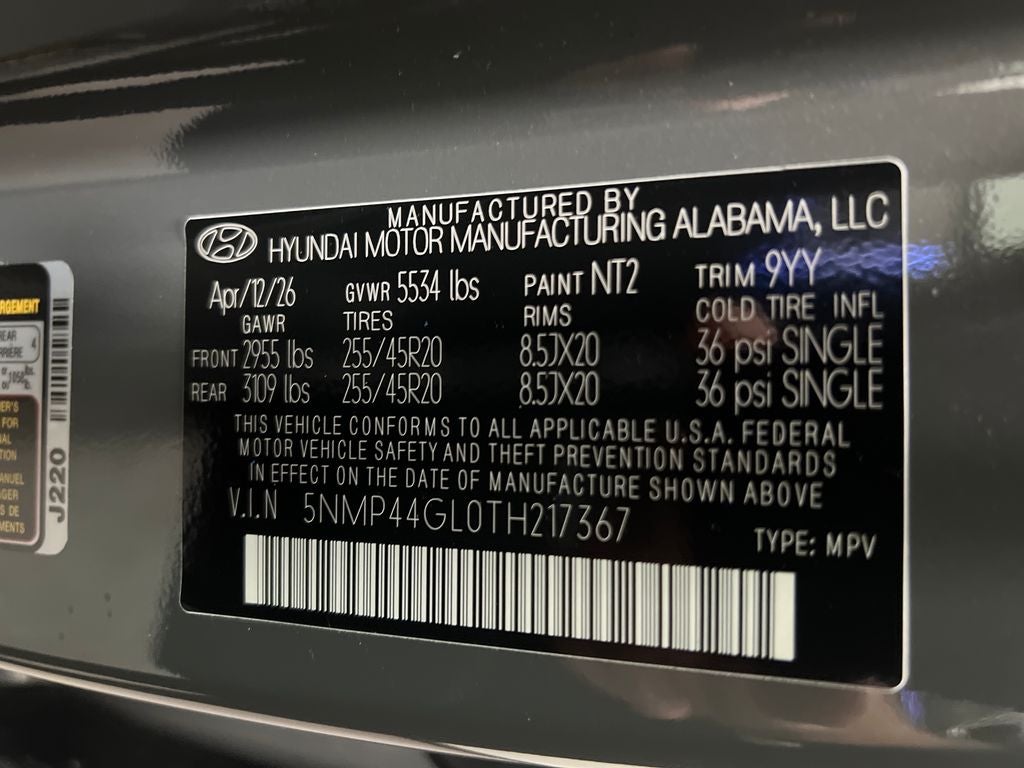 MANUFACTURED BY
HYUNDAI MOTOR MANUFACTURING ALABAMA, LLC
Apr/12/26 GVWR 5534 lbs PAINT NT2 TRIM 9YY
GAWR TIRES RIMS COLD TIRE INFL
FRONT 2955 lbs 255/45R20 8.5JX20 36 psi SINGLE
REAR 3109 lbs 255/45R20 8.5JX20 36 psi SINGLE
THIS VEHICLE CONFORMS TO ALL APPLICABLE U.S.A. FEDERAL
MOTOR VEHICLE SAFETY AND THEFT PREVENTION STANDARDS
IN EFFECT ON THE DATE OF MANUFACTURE SHOWN ABOVE
V.I.N 5NMP44GL0TH217367
TYPE: MPV
REAR 4
J220